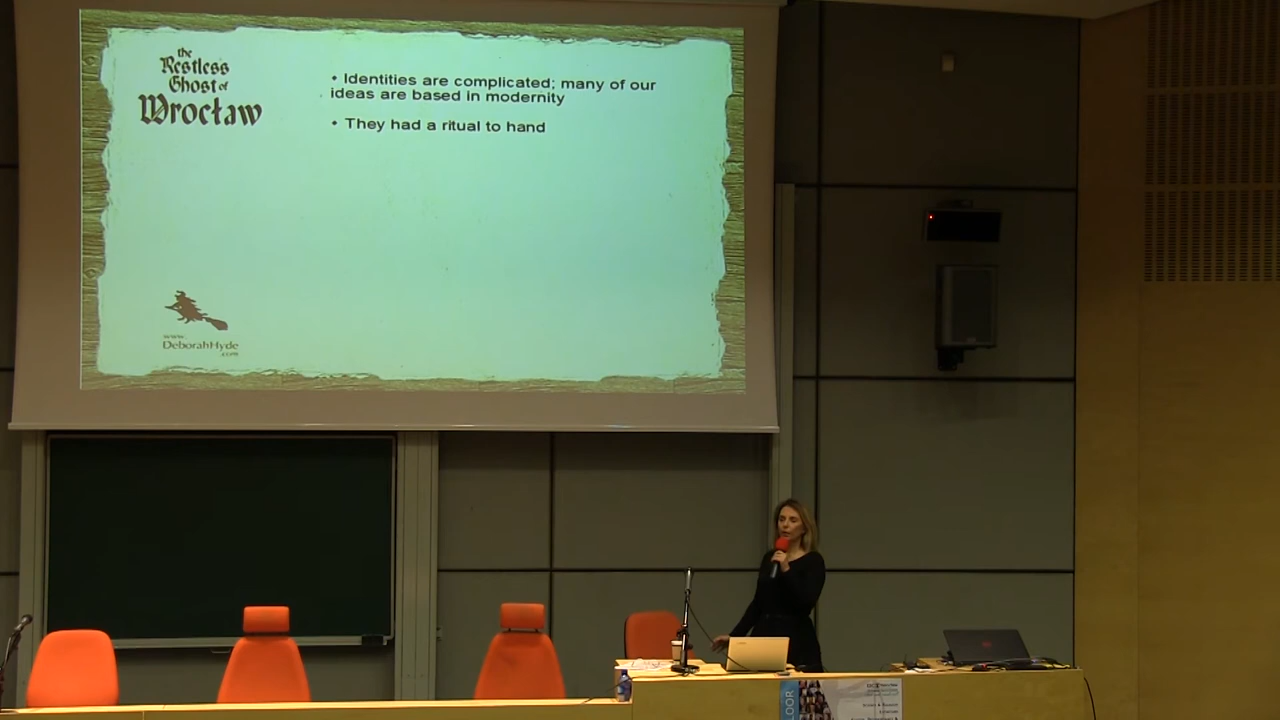 the
Restless
Ghost of
Wrocław
• Identities are complicated; many of our
ideas are based in modernity
• They had a ritual to hand
www.
DeborahHyde
.com
LOOR